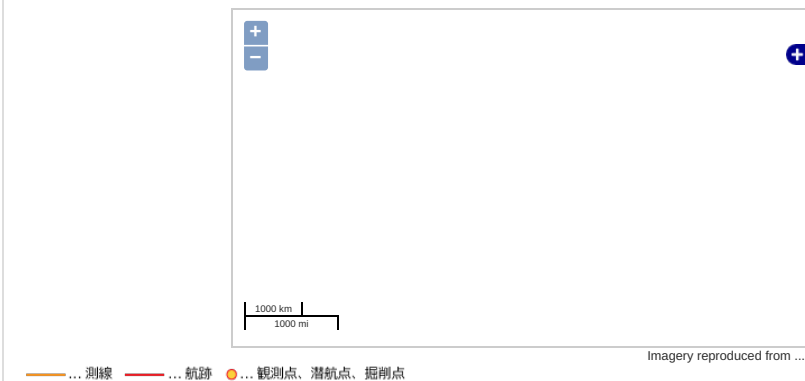 +
−
+
1000 km
1000 mi
Imagery reproduced from ...
... 測線 ... 航跡 ... 観測点、潜航点、掘削点